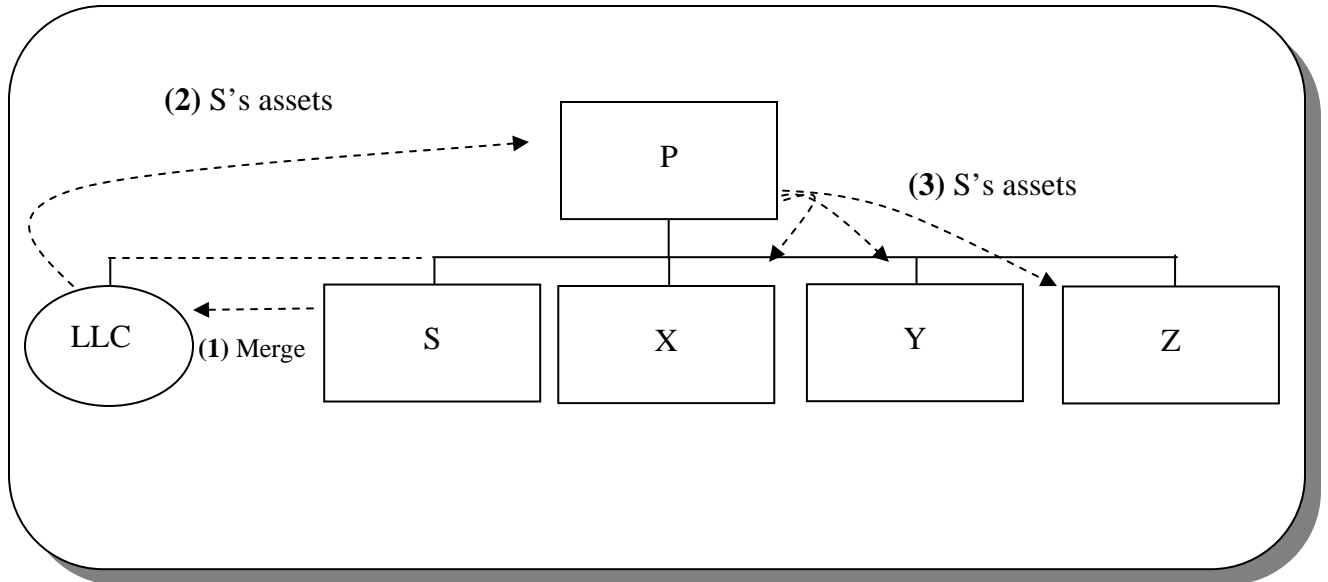 (2) S’s assets
P
(3) S’s assets
LLC
(1) Merge
S
X
Y
Z